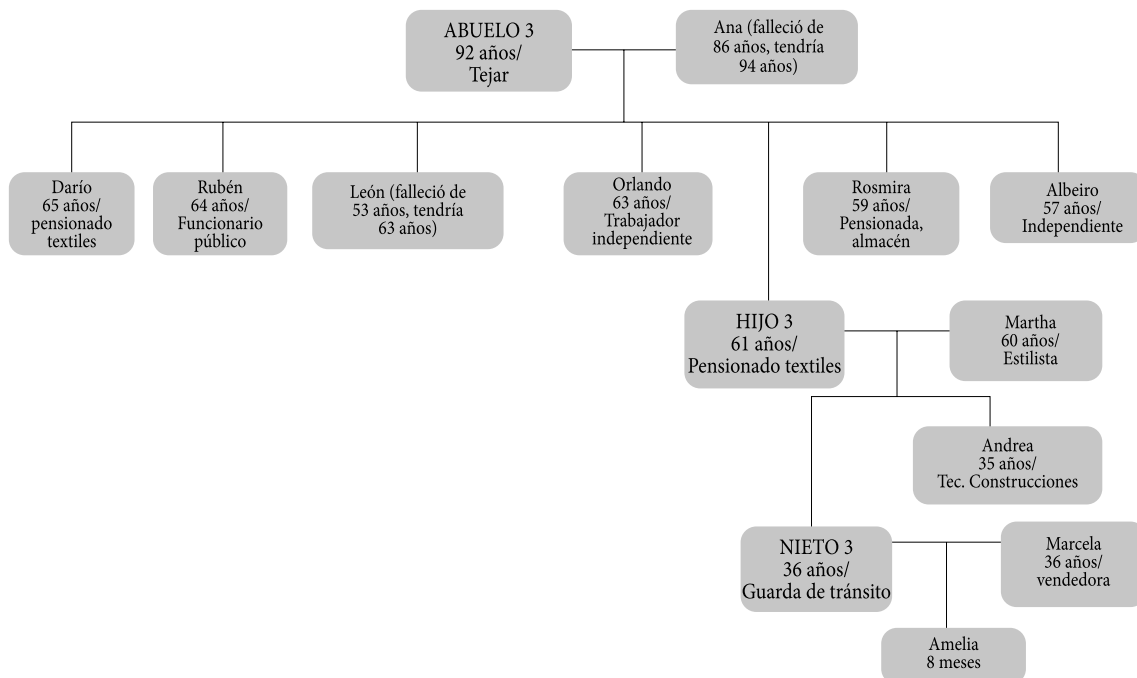 ABUELO 3
92 años/
Tejar
Ana (falleció de
86 años, tendría
94 años)
Darío
65 años/
pensionado
textiles
Rubén
64 años/
Funcionario
público
León (falleció de
53 años, tendría
63 años)
Orlando
63 años/
Trabajador
independiente
Rosmira
59 años/
Pensionada,
almacén
Albeiro
57 años/
Independiente
HIJO 3
61 años/
Pensionado textiles
Martha
60 años/
Estilista
Andrea
35 años/
Tec. Construcciones
NIETO 3
36 años/
Guarda de tránsito
Marcela
36 años/
vendedora
Amelia
8 meses